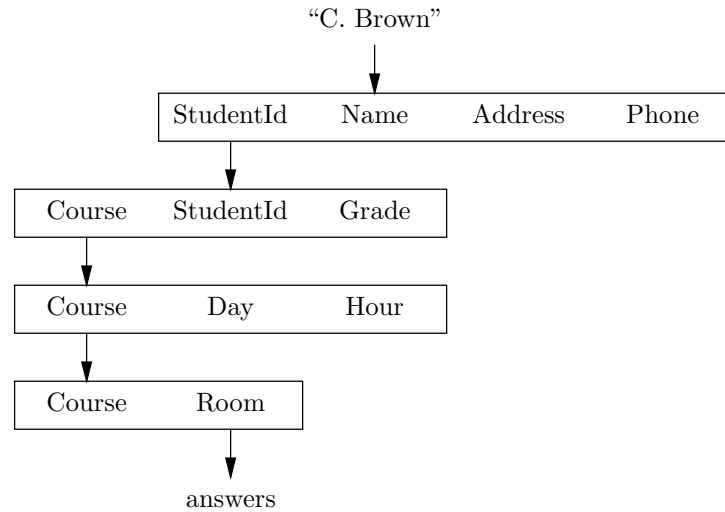 “C. Brown”
StudentId Name Address Phone
Course StudentId Grade
Course Day Hour
Course Room
answers